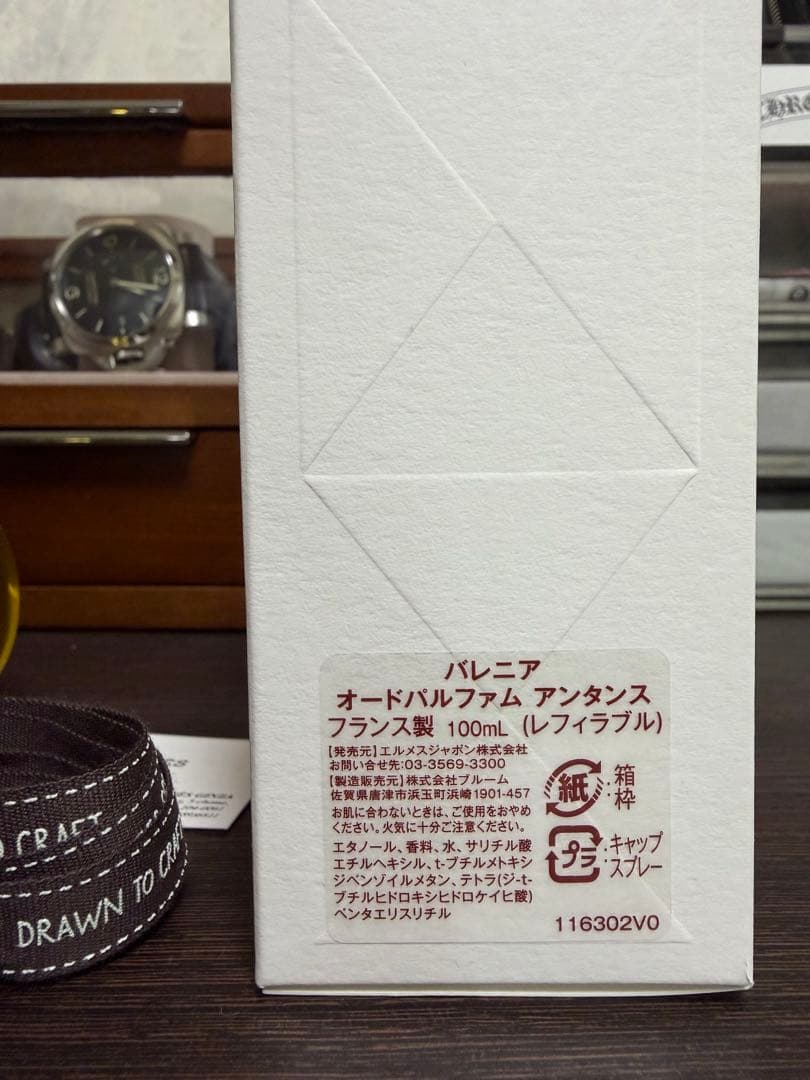 バレニア
オードパルファム アンタンス
フランス製 100mL (レフィラブル)
【発売元】エルメスジャポン株式会社
お問い合せ先:03-3569-3300
【製造販売元】株式会社ブルーム
佐賀県唐津市浜玉町浜崎1901-457
お肌に合わないときは、ご使用をおやめ
ください。火気に十分ご注意ください。
エタノール、香料、水、サリチル酸
エチルヘキシル、t-ブチルメトキシ
ジベンゾイルメタン、テトラ(ジ-t-
ブチルヒドロキシヒドロケイヒ酸)
ペンタエリスリチル
紙 :箱
枠
プラ :キャップ
スプレー
116302V0
CRAFT
DRAWN TO CRAFT